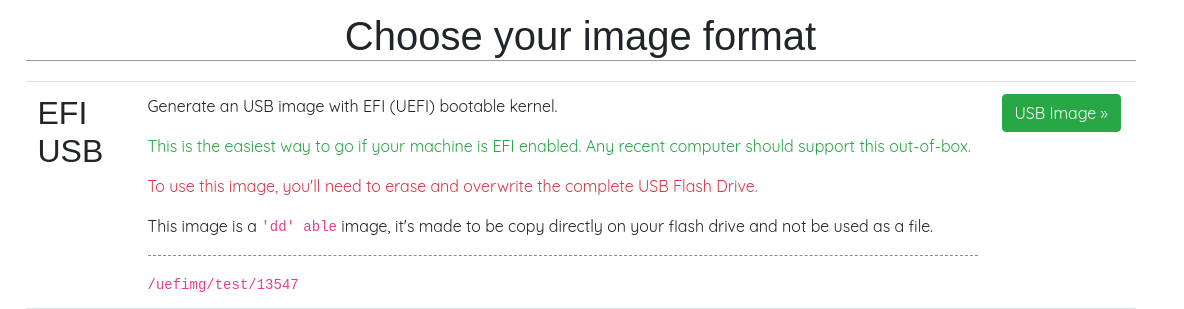 Choose your image format
EFI
USB
Generate an USB image with EFI (UEFI) bootable kernel.
USB Image »
This is the easiest way to go if your machine is EFI enabled. Any recent computer should support this out-of-box.
To use this image, you'll need to erase and overwrite the complete USB Flash Drive.
This image is a 'dd' able image, it's made to be copy directly on your flash drive and not be used as a file.
/uefimg/test/13547